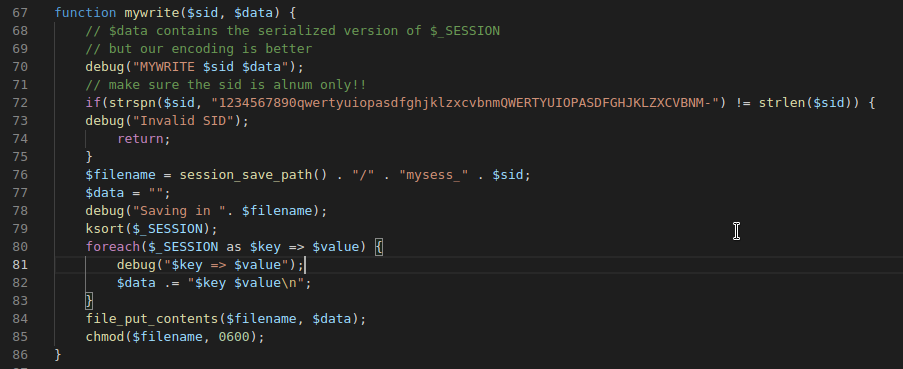 67 function mywrite($sid, $data) {
68     // $data contains the serialized version of $_SESSION
69     // but our encoding is better
70     debug("MYWRITE $sid $data");
71     // make sure the sid is alnum only!!
72     if(strspn($sid, "1234567890qwertyuiopasdfghjklzxcvbnmQWERTYUIOPASDFGHJKLZXCVBNM-") != strlen($sid)) {
73     debug("Invalid SID");
74         return;
75     }
76     $filename = session_save_path() . "/" . "mysess_" . $sid;
77     $data = "";
78     debug("Saving in ". $filename);
79     ksort($_SESSION);
80     foreach($_SESSION as $key => $value) {
81         debug("$key => $value");
82         $data .= "$key $value\n";
83     }
84     file_put_contents($filename, $data);
85     chmod($filename, 0600);
86 }